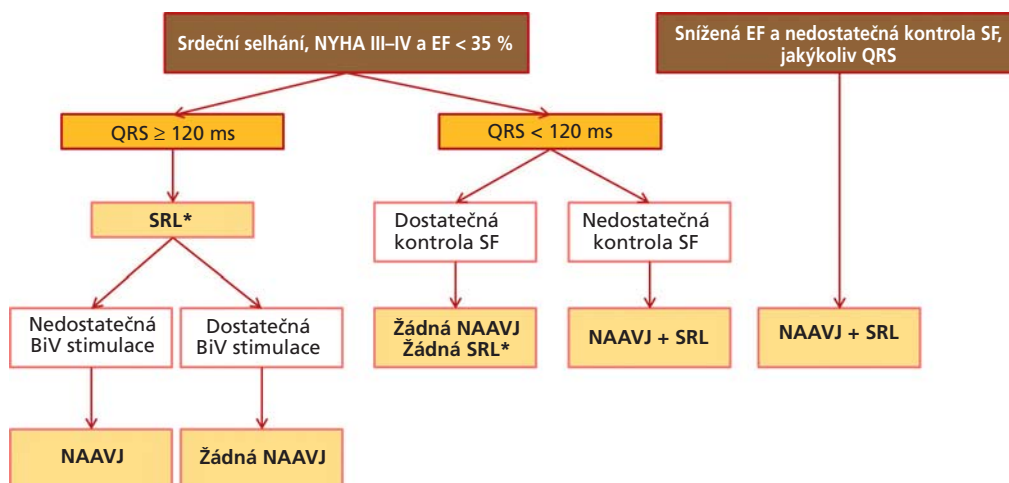 Srdeční selhání, NYHA III–IV a EF < 35 %
Snížená EF a nedostatečná kontrola SF,
jakýkoliv QRS
QRS ≥ 120 ms
QRS < 120 ms
SRL*
Dostatečná
kontrola SF
Nedostatečná
kontrola SF
Nedostatečná
BiV stimulace
Dostatečná
BiV stimulace
Žádná NAAVJ
Žádná SRL*
NAAVJ + SRL
NAAVJ + SRL
NAAVJ
Žádná NAAVJ